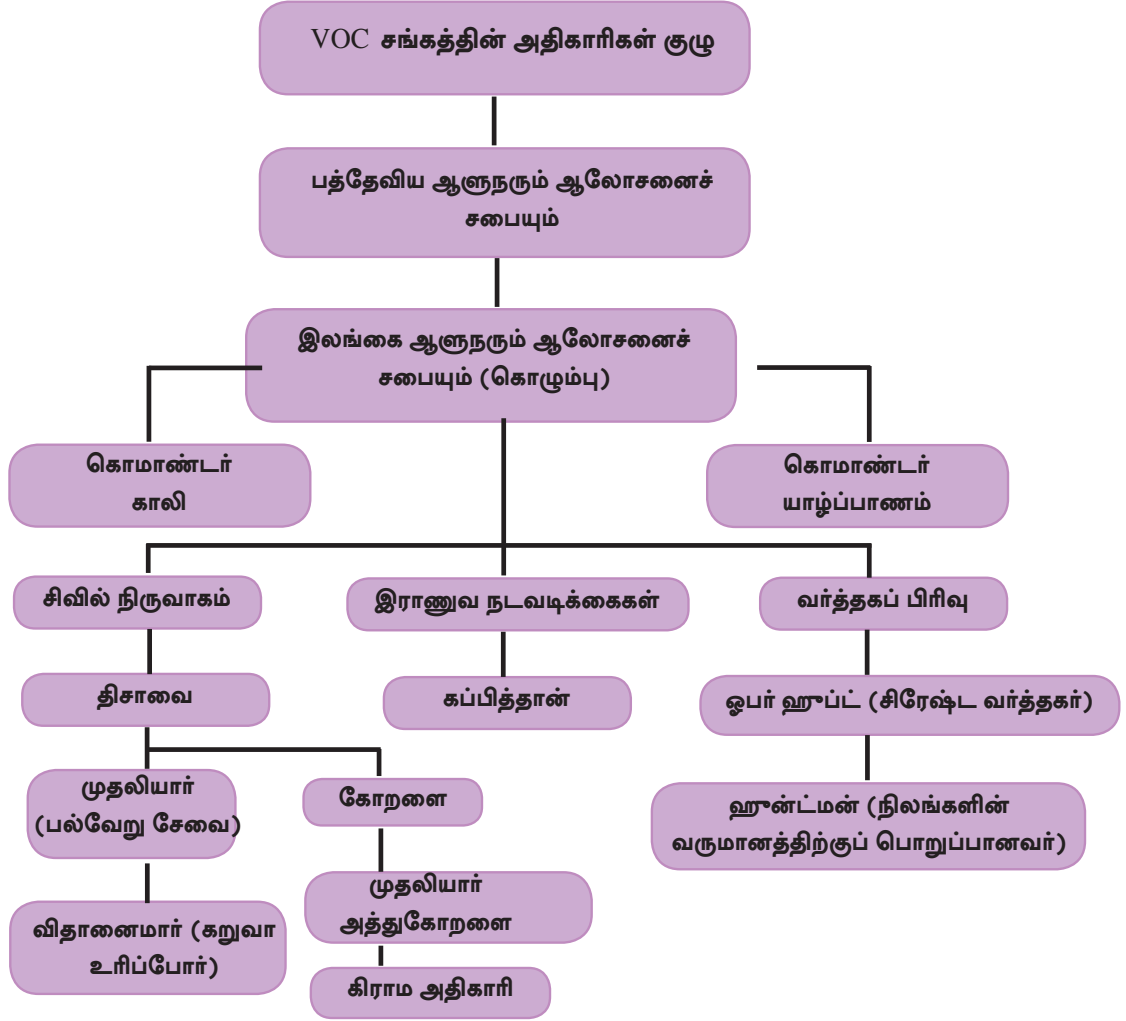 VOC சங்கத்தின் அதிகாரிகள் குழு
பத்தேவிய ஆளுநரும் ஆலோசனைச்
சபையும்
இலங்கை ஆளுநரும் ஆலோசனைச்
சபையும் (கொழும்பு)
கொமாண்டர்
காலி
கொமாண்டர்
யாழ்ப்பாணம்
சிவில் நிருவாகம்
இராணுவ நடவடிக்கைகள்
வர்த்தகப் பிரிவு
திசாவை
கப்பித்தான்
ஓபர் ஹுப்ட் (சிரேஷ்ட வர்த்தகர்)
முதலியார்
(பல்வேறு சேவை)
கோறளை
ஹுன்ட்மன் (நிலங்களின்
வருமானத்திற்குப் பொறுப்பானவர்)
முதலியார்
அத்துகோறளை
விதானைமார் (கறுவா
உரிப்போர்)
கிராம அதிகாரி